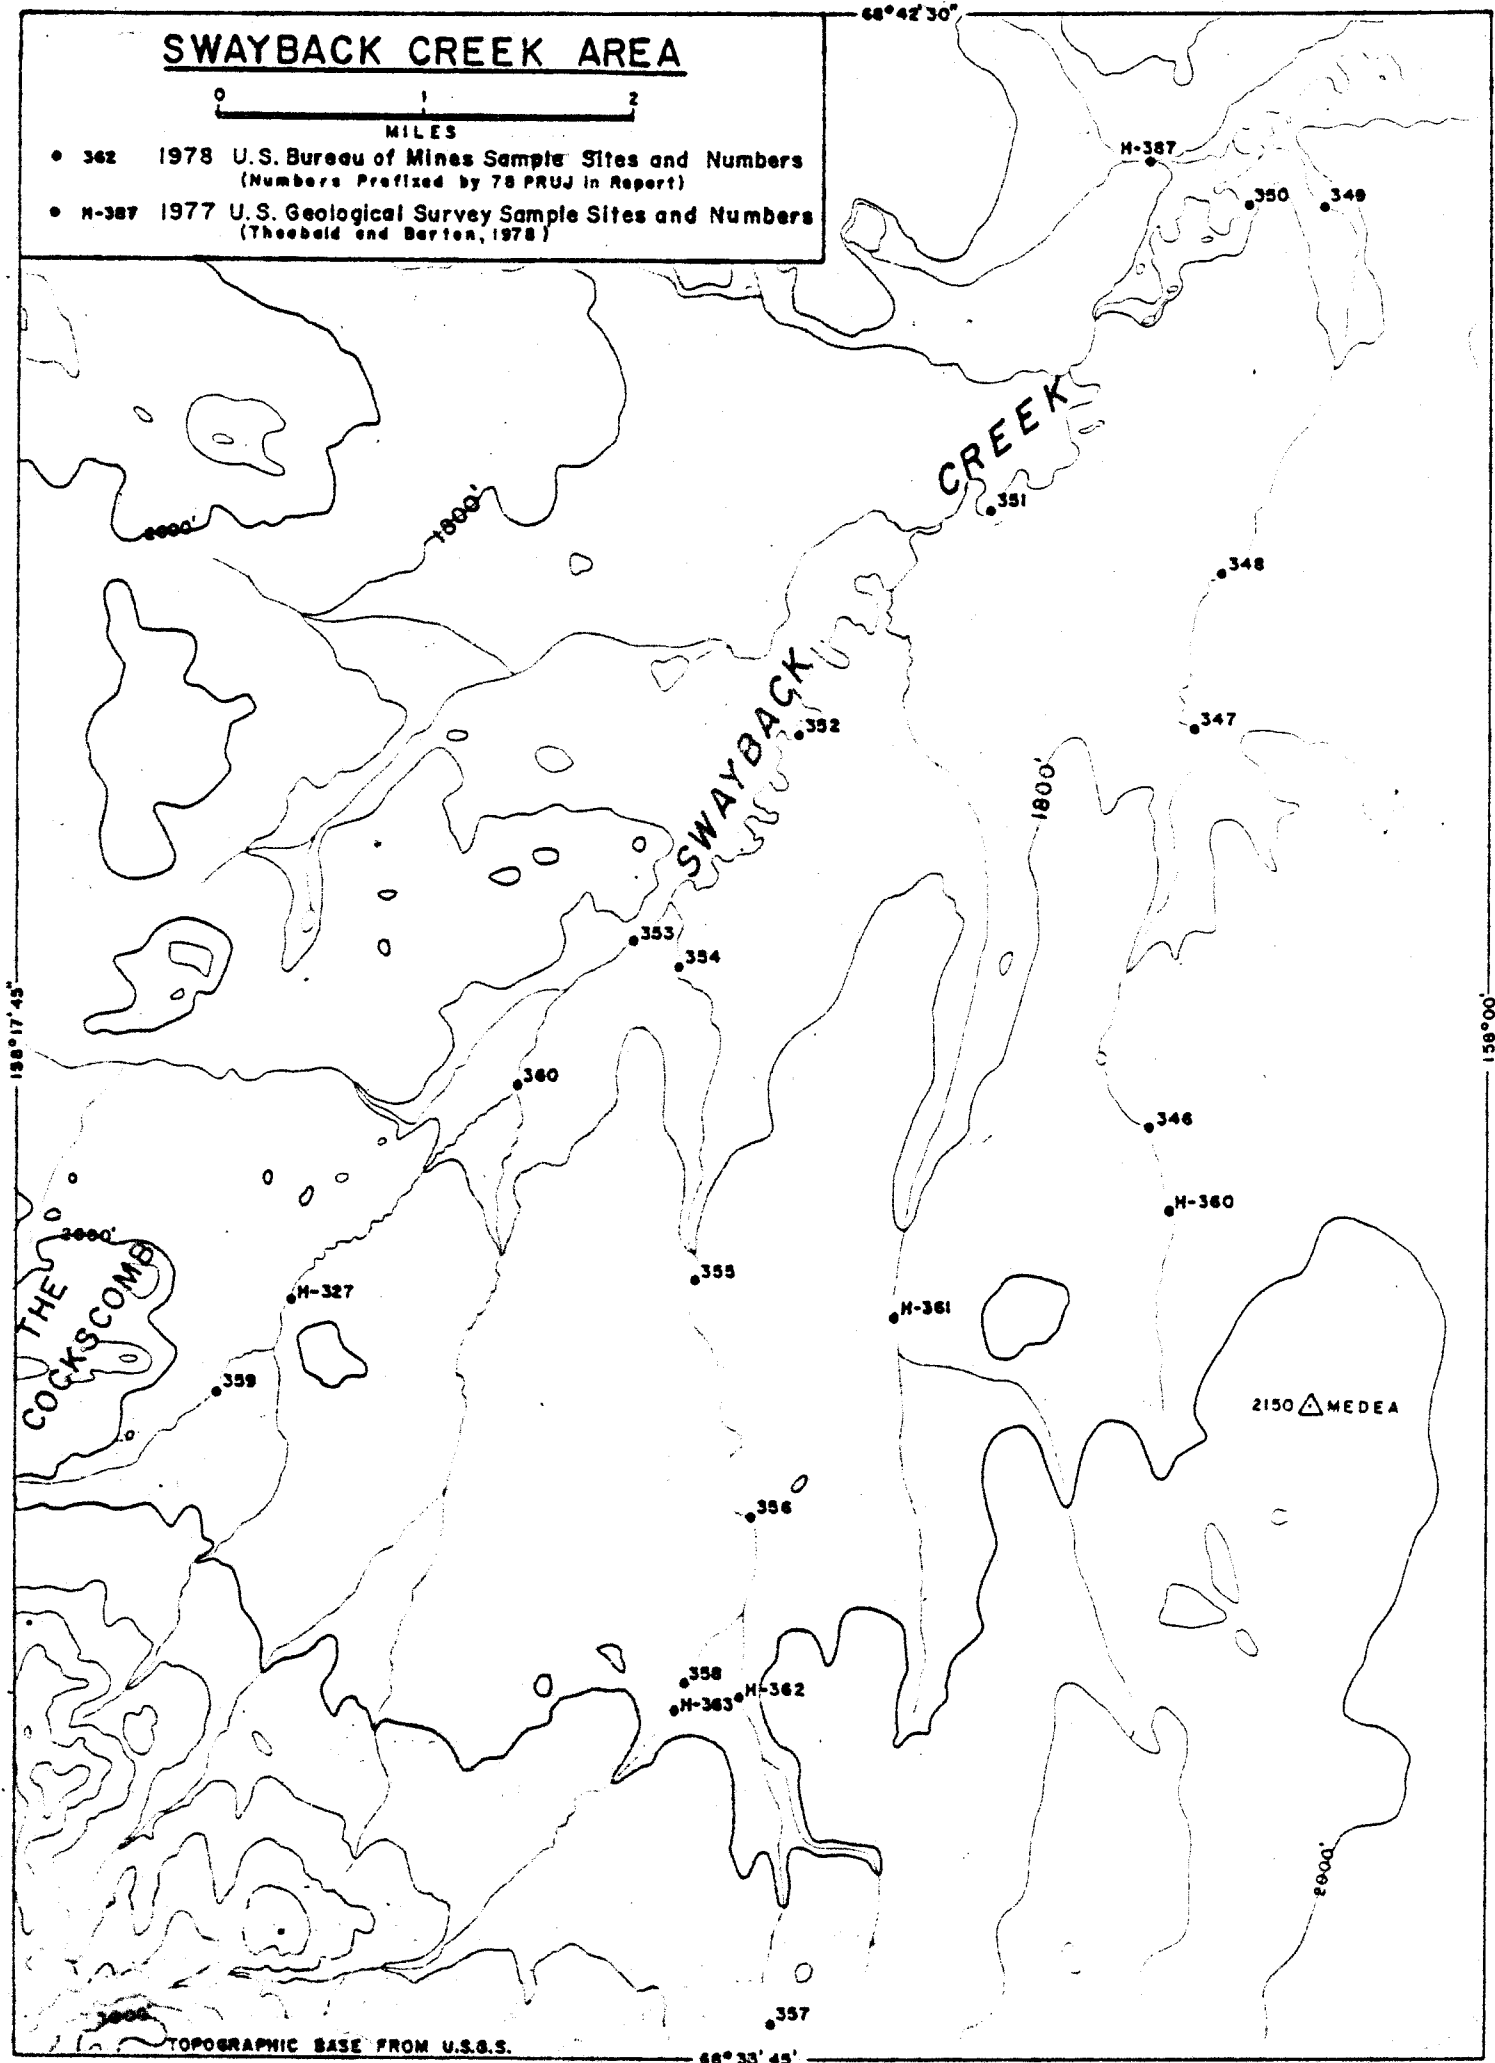 68°42'30"
SWAYBACK CREEK AREA
0 1 2
MILES
• 362 1978 U.S. Bureau of Mines Sample Sites and Numbers
(Numbers Prefixed by 78 PRUJ in Report)
• H-387 1977 U.S. Geological Survey Sample Sites and Numbers
(Theobald and Barton, 1978)
H-387
350
349
CREEK
351
2000'
1800'
348
SWAYBACK
352
347
1800'
353
354
158°17'45"
158°00'
360
346
H-360
2000'
THE
COCKSCOMB
H-327
355
H-361
359
2150 MEDEA
356
358
H-363
H-362
2000'
3000'
357
TOPOGRAPHIC BASE FROM U.S.G.S.
68°33'45"